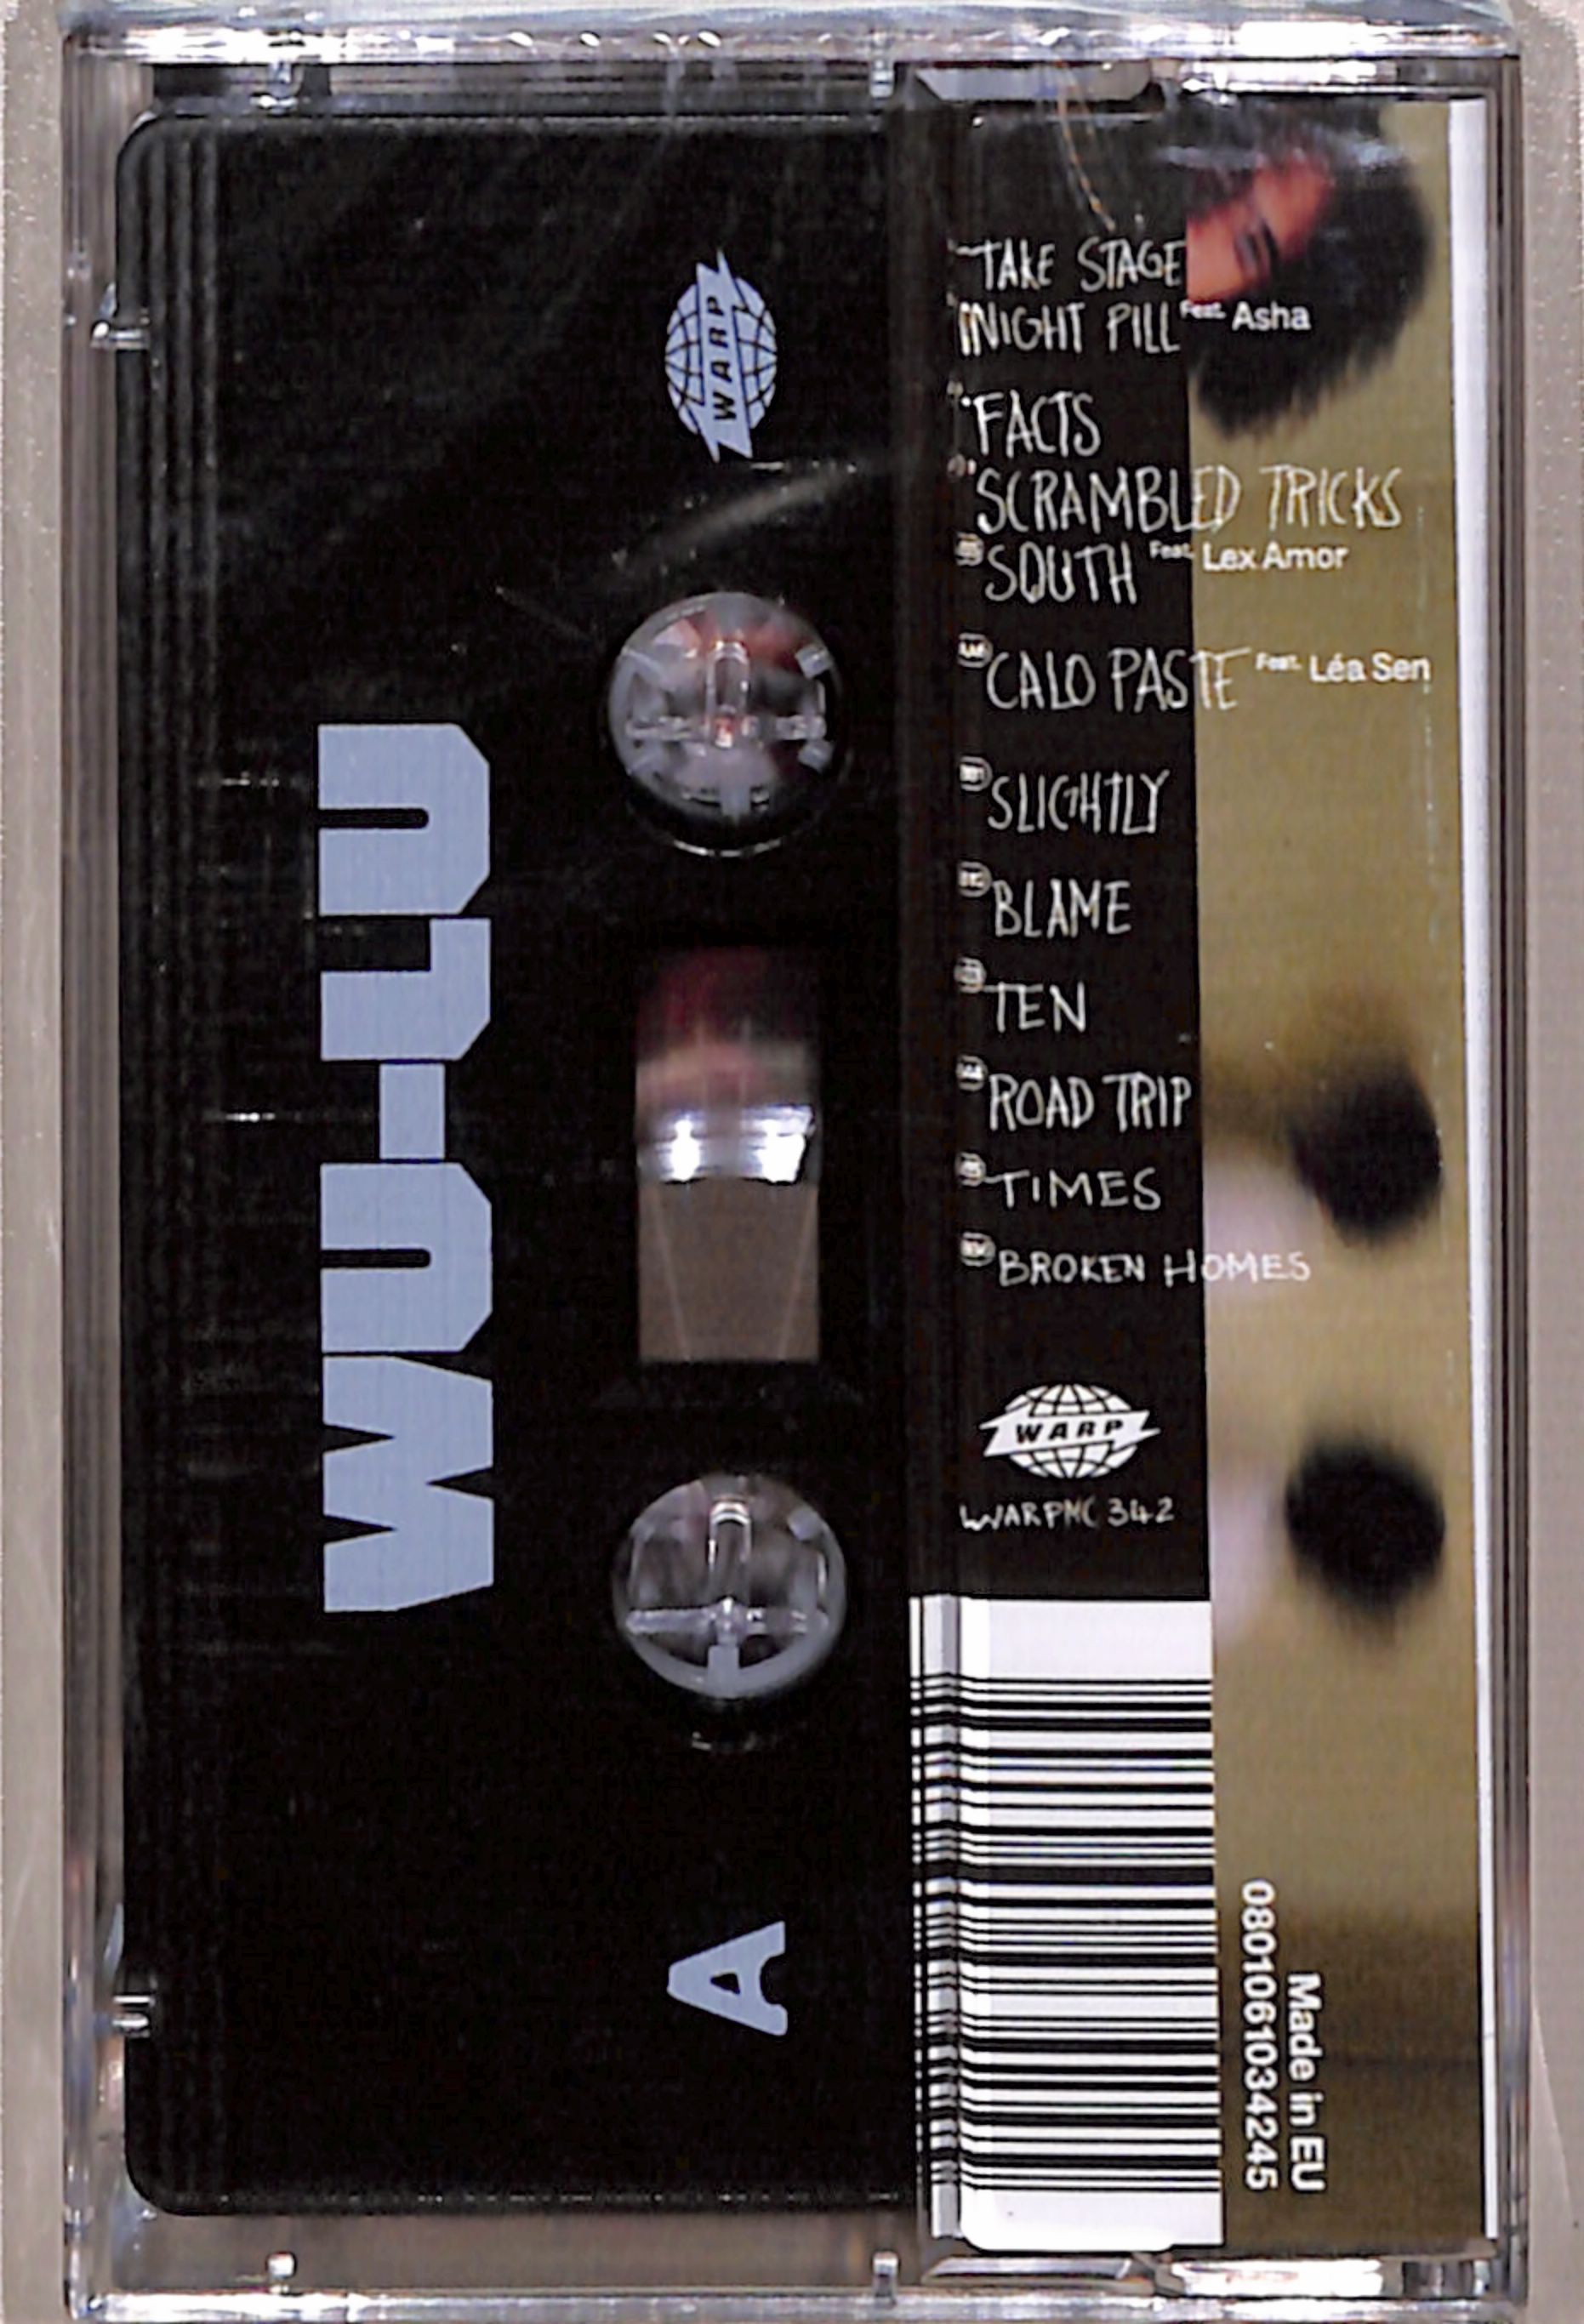 WARP
WU-LU
A
TAKE STAGE
NIGHT PILL Feat. Asha
FACTS
SCRAMBLED TRICKS
SOUTH Feat. Lex Amor
CALO PASTE Feat. Léa Sen
SLIGHTLY
BLAME
TEN
ROAD TRIP
TIMES
BROKEN HOMES
WARP
WARPMC 342
Made in EU
0801061034245